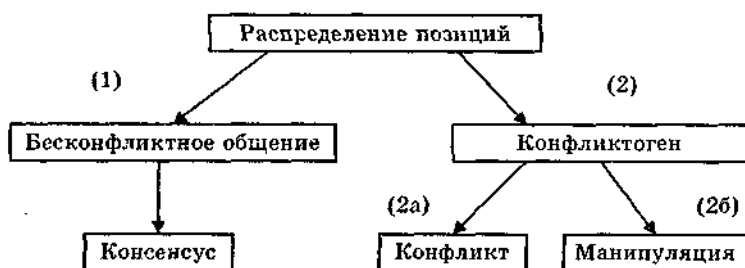 Распределение позиций
(1)
(2)
Бесконфликтное общение
Конфликтоген
(2а)
(2б)
Консенсус
Конфликт
Манипуляция